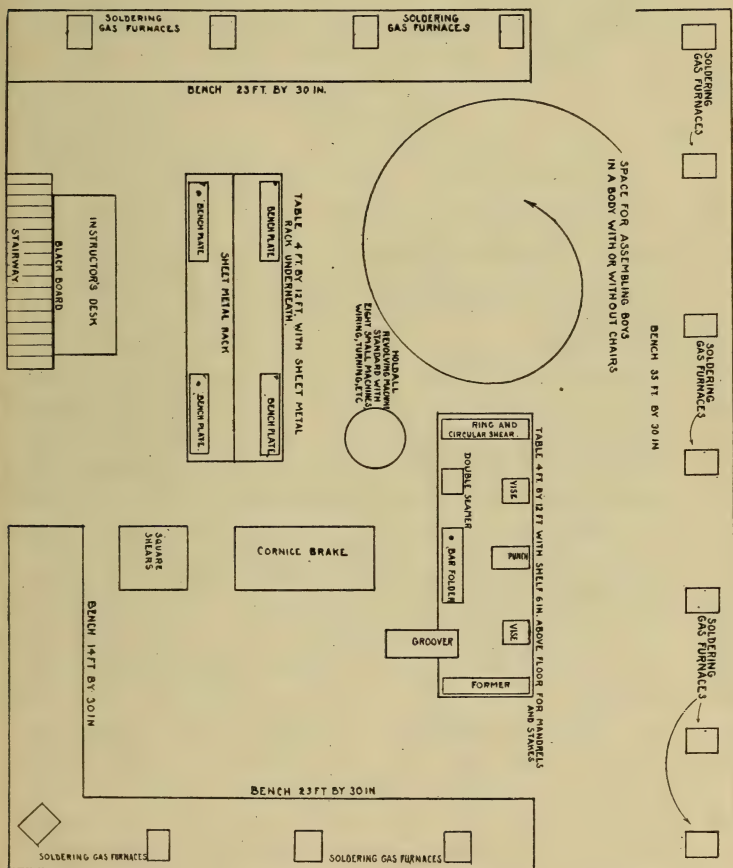 SOLDERING
GAS FURNACES
SOLDERING
GAS FURNACES
BENCH 23 FT. BY 30 IN.
SOLDERING
GAS FURNACES
SPACE FOR ASSEMBLING BOYS
IN A BODY WITH OR WITHOUT CHAIRS
BENCH 35 FT. BY 30 IN
SOLDERING
GAS FURNACES
SOLDERING
GAS FURNACES
STAIRWAY
BLACK BOARD
INSTRUCTOR'S DESK
TABLE 4 FT. BY 12 FT. WITH SHEET METAL
RACK UNDERNEATH
BENCH PLATE
BENCH PLATE
SHEET METAL RACK
BENCH PLATE
BENCH PLATE
HOLDALL
REVOLVING MACHINE
STANDARD WITH
EIGHT SMALL MACHINES
WIRING, TURNING, ETC
TABLE 4 FT. BY 12 FT WITH SHELF 6 IN. ABOVE FLOOR FOR MANDRELS
AND STAKES
RING AND
CIRCULAR SHEAR.
DOUBLE SEAMER
VISE
PUNCH
BAR FOLDER
VISE
GROOVER
FORMER
SQUARE
SHEARS
CORNICE BRAKE
BENCH 14 FT BY 30 IN
BENCH 23 FT BY 30 IN
SOLDERING GAS FURNACES
SOLDERING GAS FURNACES